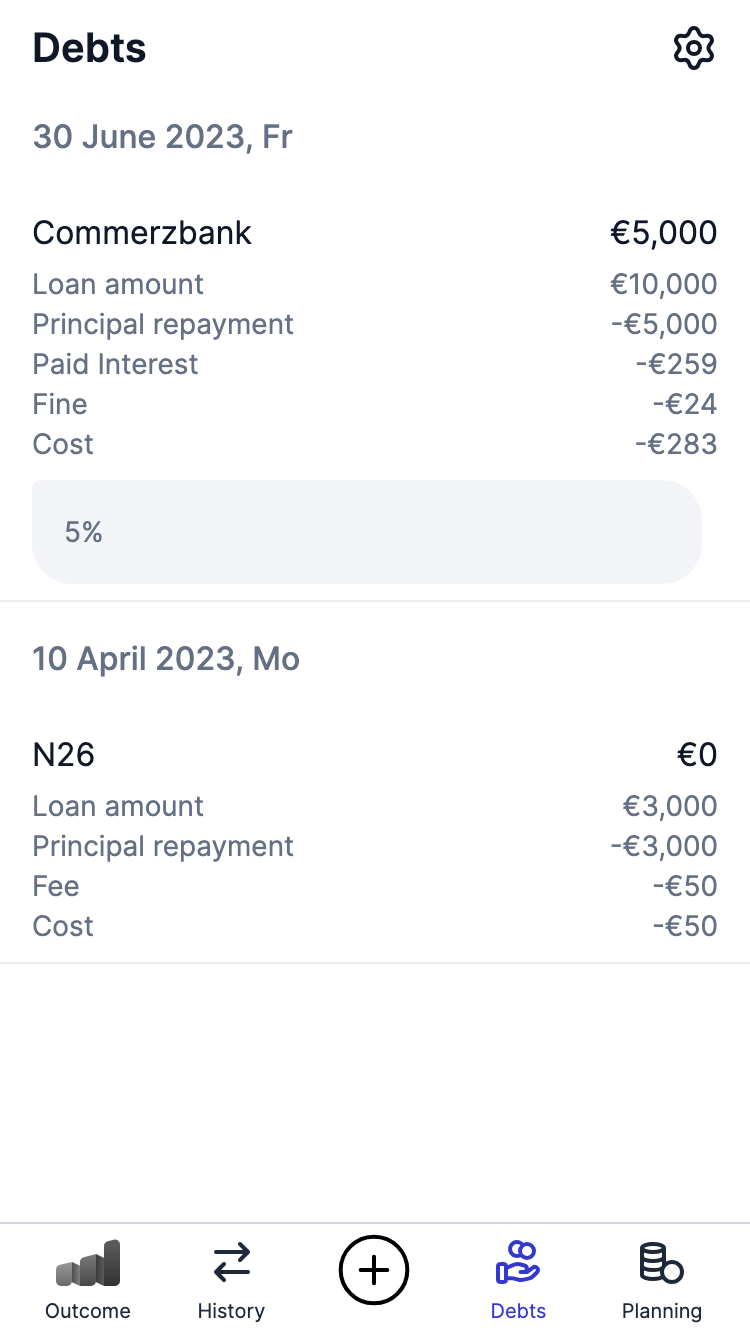 Debts
30 June 2023, Fr
Commerzbank €5,000
Loan amount €10,000
Principal repayment -€5,000
Paid Interest -€259
Fine -€24
Cost -€283
5%
10 April 2023, Mo
N26 €0
Loan amount €3,000
Principal repayment -€3,000
Fee -€50
Cost -€50
Outcome History Debts Planning